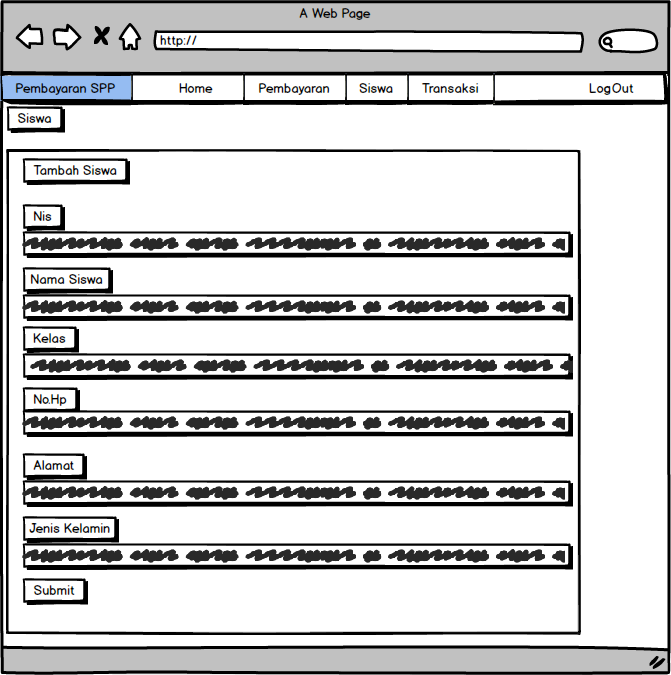 A Web Page
http://
Pembayaran SPP Home Pembayaran Siswa Transaksi LogOut
Siswa
Tambah Siswa
Nis
Nama Siswa
Kelas
No.Hp
Alamat
Jenis Kelamin
Submit